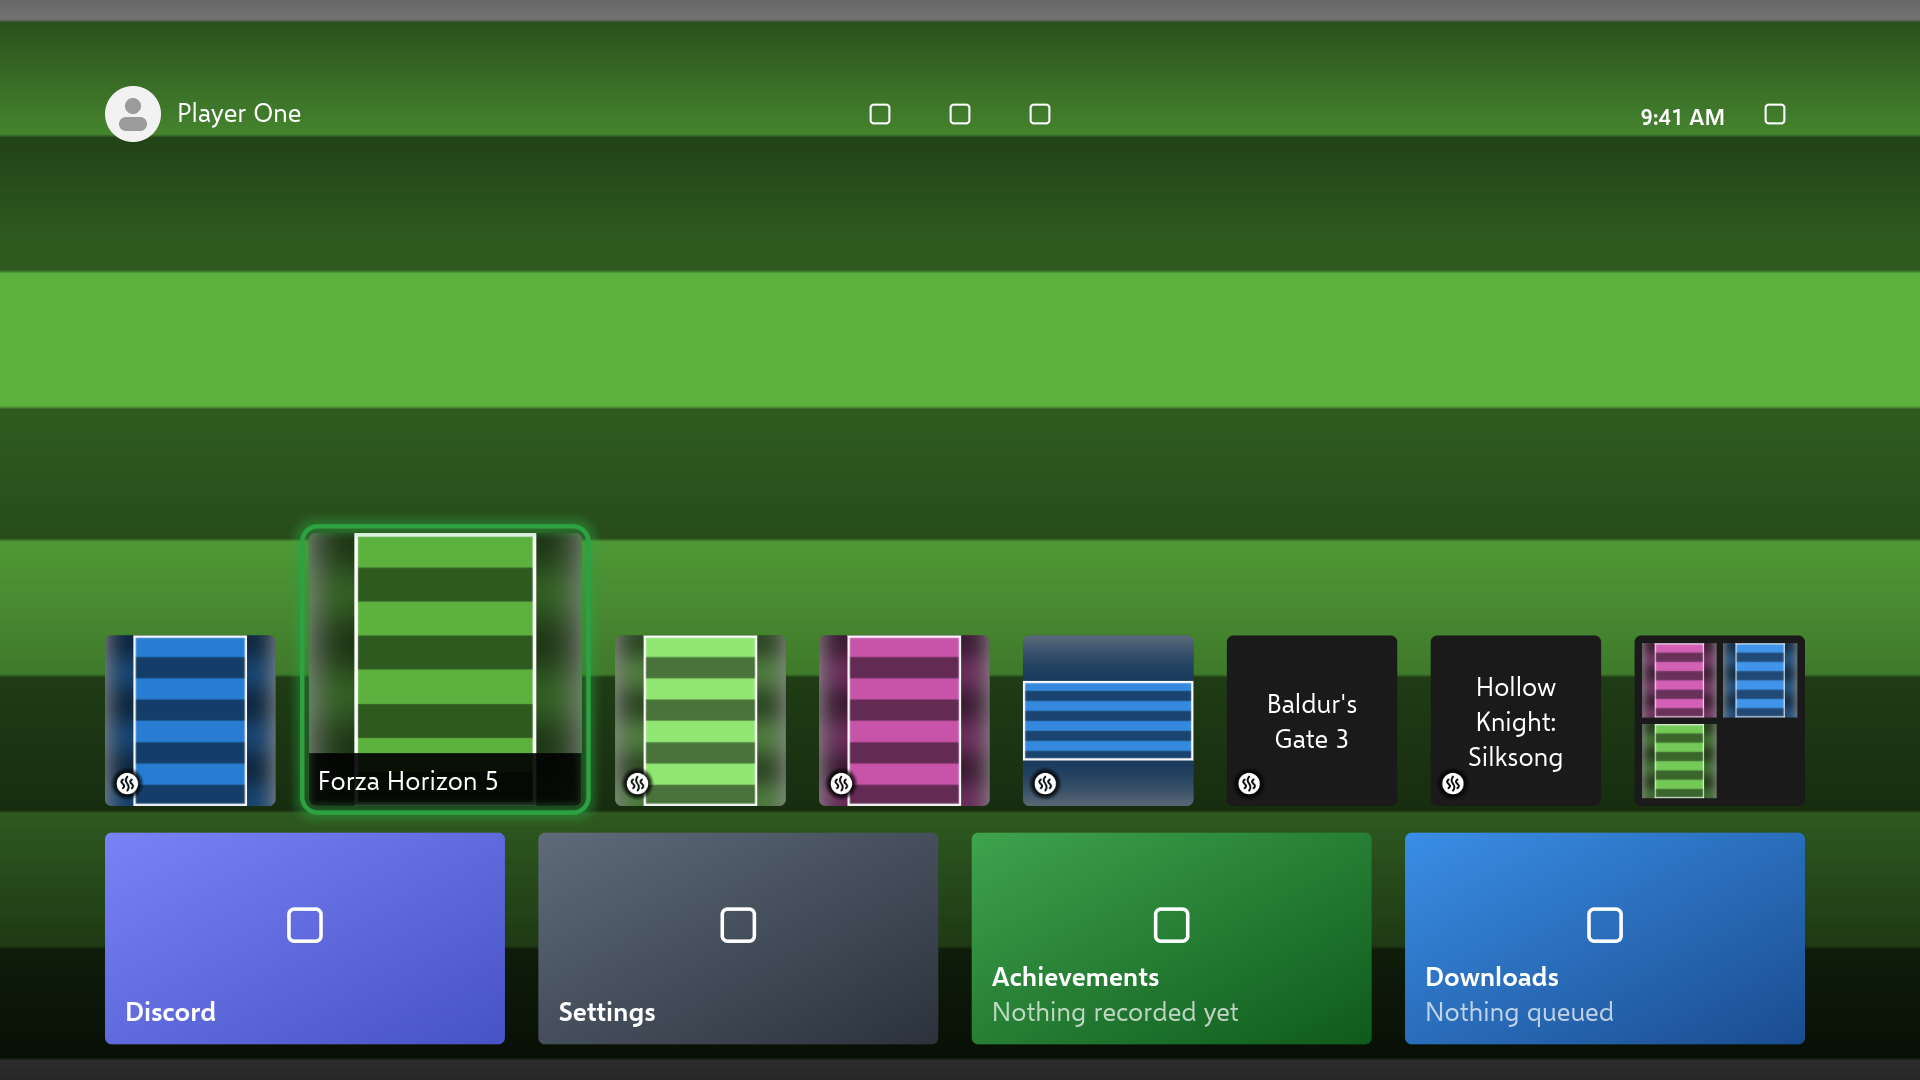 Player One
9:41 AM
Forza Horizon 5
Baldur's
Gate 3
Hollow
Knight:
Silksong
Discord
Settings
Achievements
Nothing recorded yet
Downloads
Nothing queued